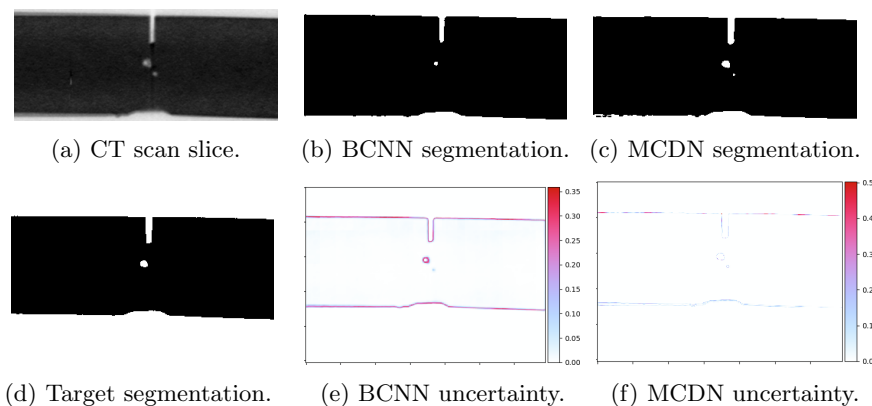 (a) CT scan slice.
(b) BCNN segmentation.
(c) MCDN segmentation.
0.35
0.30
0.25
0.20
0.15
0.10
0.05
0.00
0.5
0.4
0.3
0.2
0.1
0.0
(d) Target segmentation.
(e) BCNN uncertainty.
(f) MCDN uncertainty.